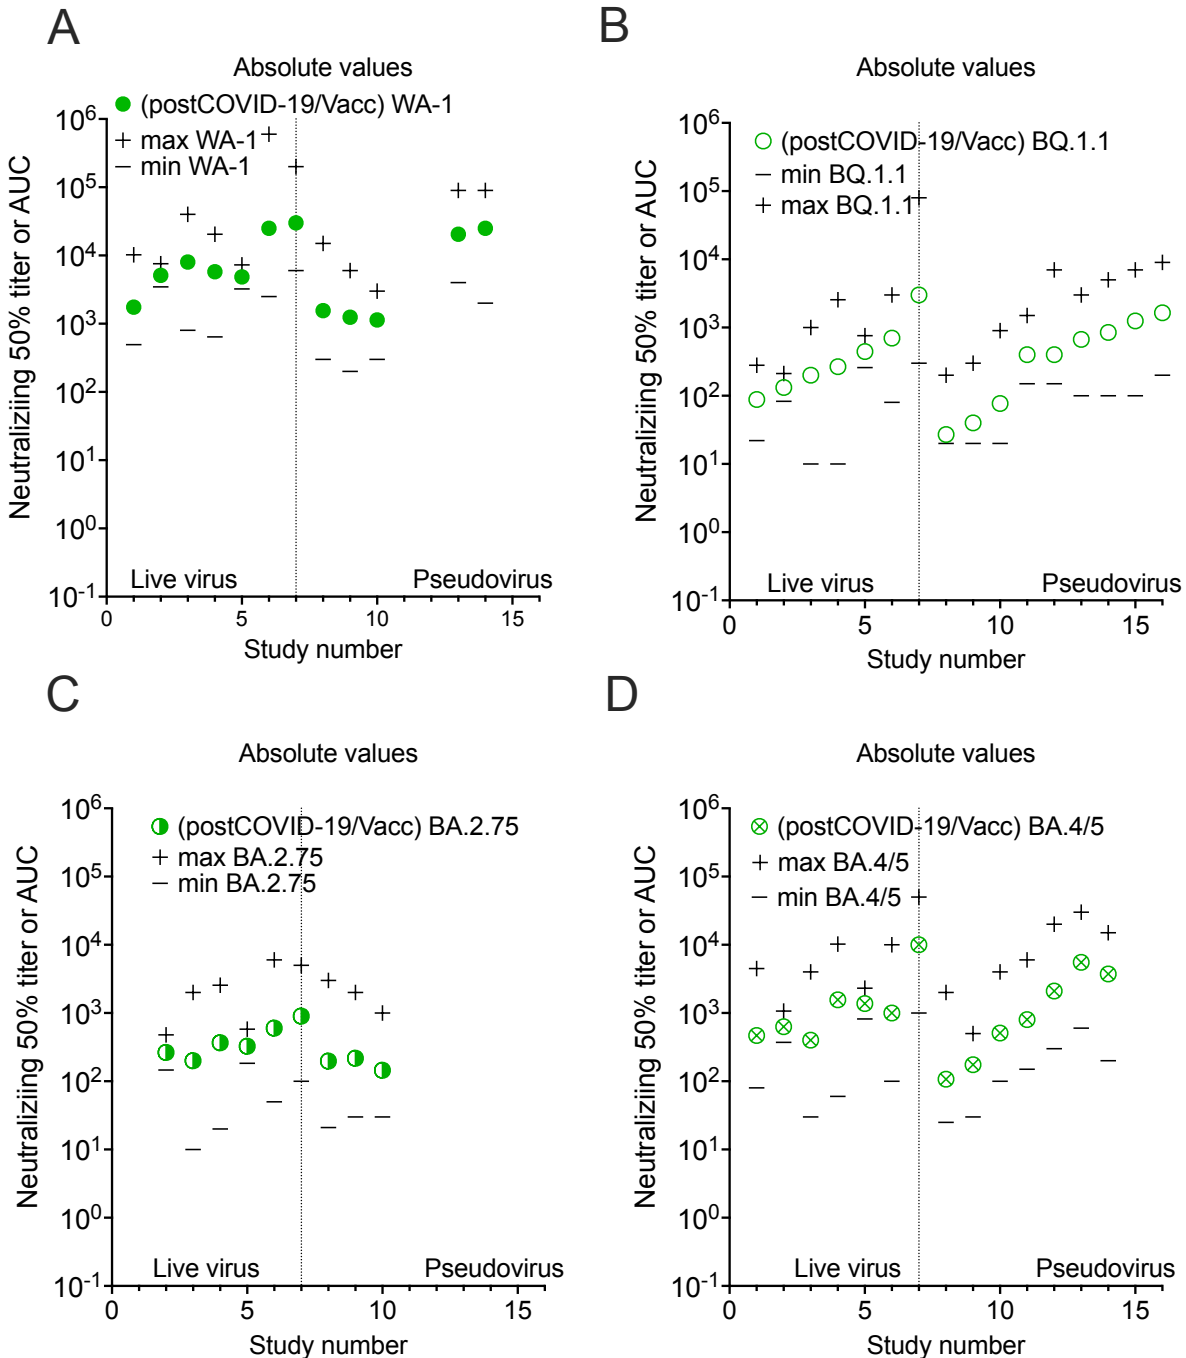 A
Absolute values
(postCOVID-19/Vacc) WA-1
max WA-1
min WA-1
10^6
10^5
10^4
10^3
10^2
10^1
10^0
10^-1
Neutraliziing 50% titer or AUC
Live virus
Pseudovirus
0 5 10 15
Study number
B
Absolute values
(postCOVID-19/Vacc) BQ.1.1
min BQ.1.1
max BQ.1.1
10^6
10^5
10^4
10^3
10^2
10^1
10^0
10^-1
Neutraliziing 50% titer or AUC
Live virus
Pseudovirus
0 5 10 15
Study number
C
Absolute values
(postCOVID-19/Vacc) BA.2.75
max BA.2.75
min BA.2.75
10^6
10^5
10^4
10^3
10^2
10^1
10^0
10^-1
Neutraliziing 50% titer or AUC
Live virus
Pseudovirus
0 5 10 15
Study number
D
Absolute values
(postCOVID-19/Vacc) BA.4/5
max BA.4/5
min BA.4/5
10^6
10^5
10^4
10^3
10^2
10^1
10^0
10^-1
Neutraliziing 50% titer or AUC
Live virus
Pseudovirus
0 5 10 15
Study number